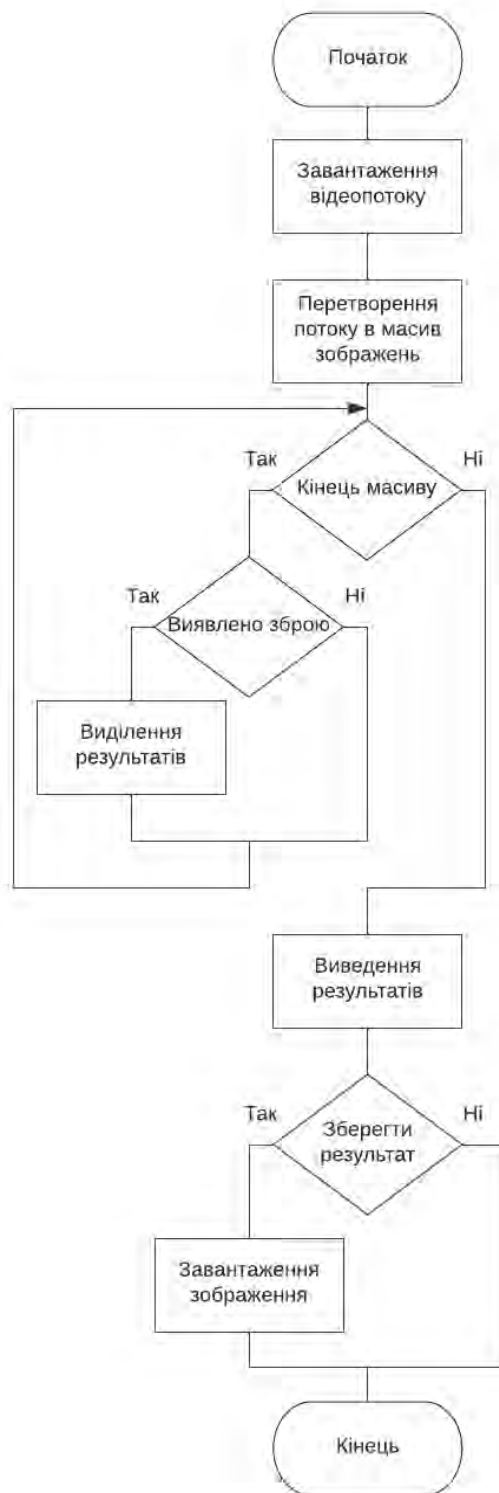 Початок
Завантаження
відеопотоку
Перетворення
потоку в масив
зображень
Так
Ні
Кінець масиву
Так
Ні
Виявлено зброю
Виділення
результатів
Виведення
результатів
Так
Ні
Зберегти
результат
Завантаження
зображення
Кінець